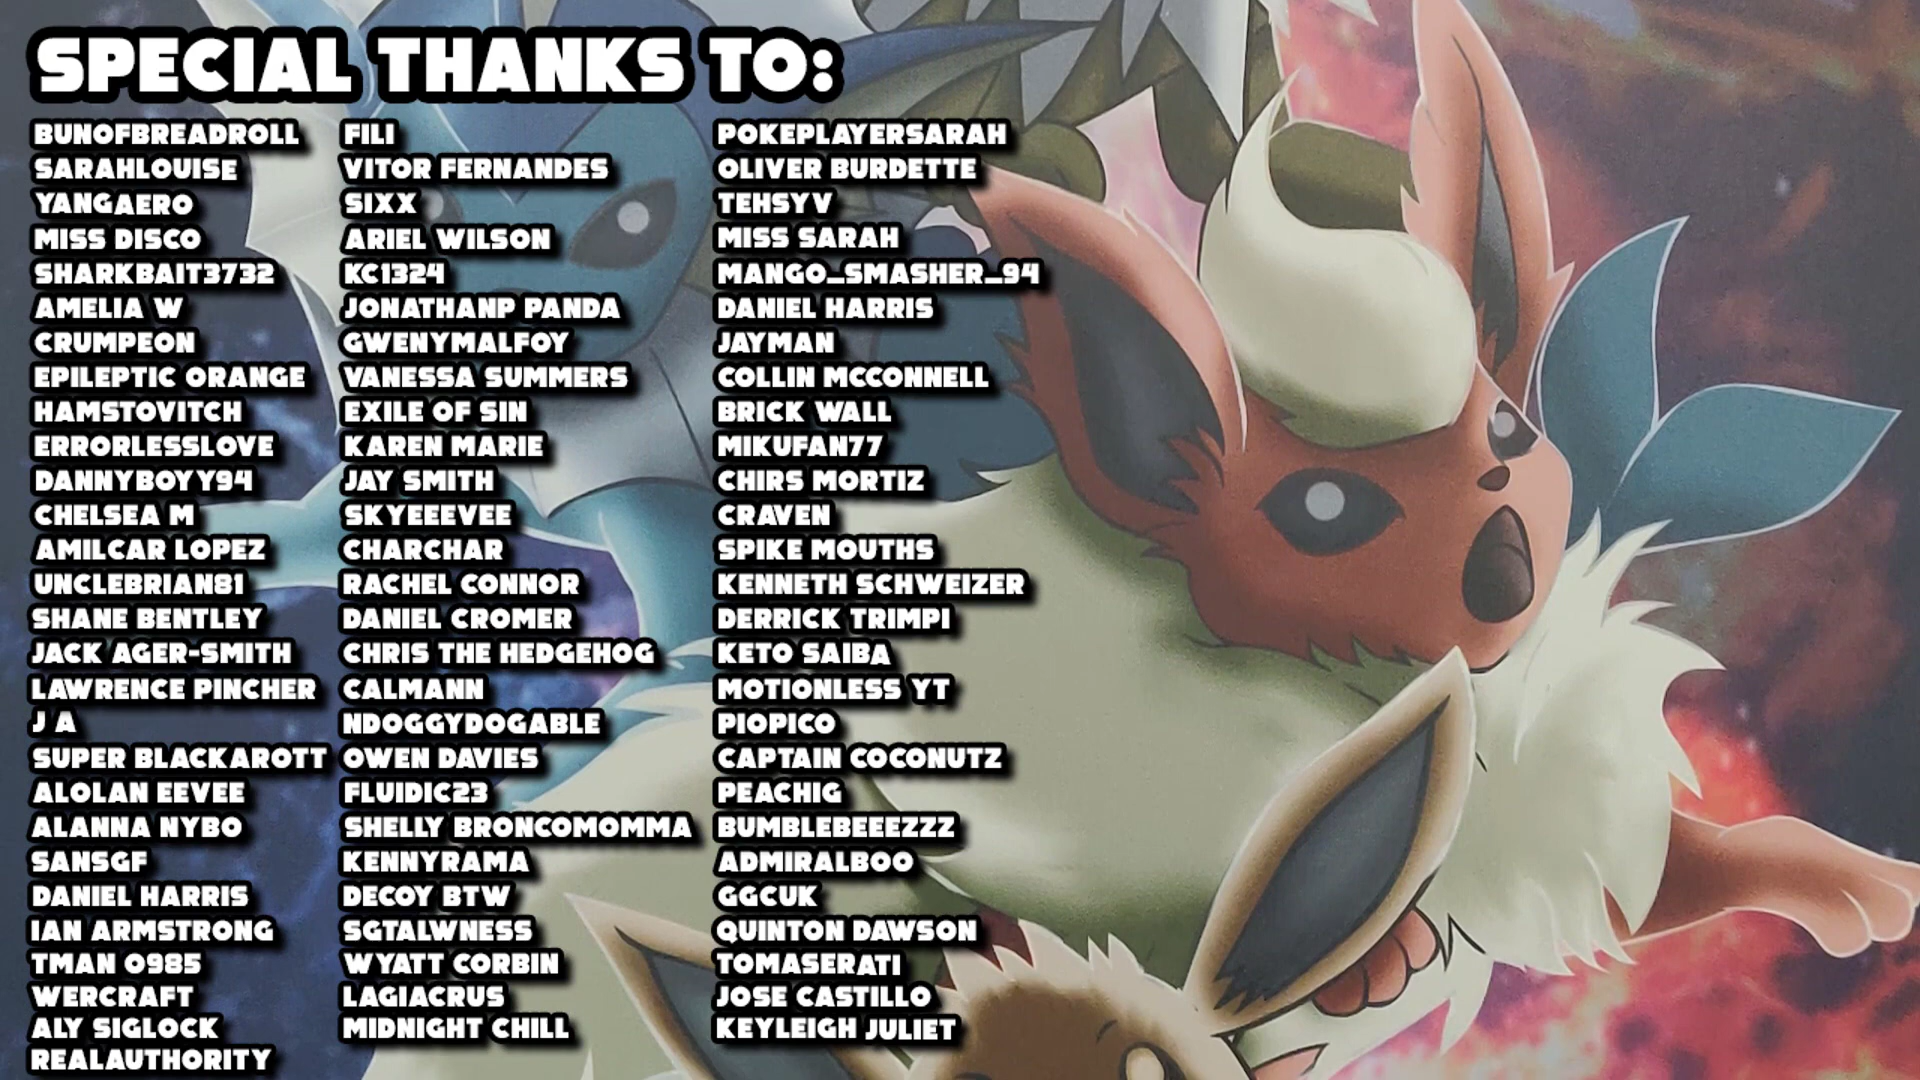 SPECIAL THANKS TO:
BUNOFBREADROLL
SARAHLOUISE
YANGAERO
MISS DISCO
SHARKBAIT3732
AMELIA W
CRUMPEON
EPILEPTIC ORANGE
HAMSTOVITCH
ERRORLESSLOVE
DANNYBOYY94
CHELSEA M
AMILCAR LOPEZ
UNCLEBRIAN81
SHANE BENTLEY
JACK AGER-SMITH
LAWRENCE PINCHER
J A
SUPER BLACKAROTT
ALOLAN EEVEE
ALANNA NYBO
SANSGF
DANIEL HARRIS
IAN ARMSTRONG
TMAN 0985
WERCRAFT
ALY SIGLOCK
REALAUTHORITY
FILI
VITOR FERNANDES
SIXX
ARIEL WILSON
KC1324
JONATHANP PANDA
GWENYMALFOY
VANESSA SUMMERS
EXILE OF SIN
KAREN MARIE
JAY SMITH
SKYEEEVEE
CHARCHAR
RACHEL CONNOR
DANIEL CROMER
CHRIS THE HEDGEHOG
CALMANN
NDOGGYDOGABLE
OWEN DAVIES
FLUIDIC23
SHELLY BRONCOMOMMA
KENNYRAMA
DECOY BTW
SGTALWNESS
WYATT CORBIN
LAGIACRUS
MIDNIGHT CHILL
POKEPLAYERSARAH
OLIVER BURDETTE
TEHSYV
MISS SARAH
MANGO_SMASHER_94
DANIEL HARRIS
JAYMAN
COLLIN MCCONNELL
BRICK WALL
MIKUFAN77
CHIRS MORTIZ
CRAVEN
SPIKE MOUTHS
KENNETH SCHWEIZER
DERRICK TRIMPI
KETO SAIBA
MOTIONLESS YT
PIOPICO
CAPTAIN COCONUTZ
PEACHIG
BUMBLEBEEEZZZ
ADMIRALBOO
GGCUK
QUINTON DAWSON
TOMASERATI
JOSE CASTILLO
KEYLEIGH JULIET